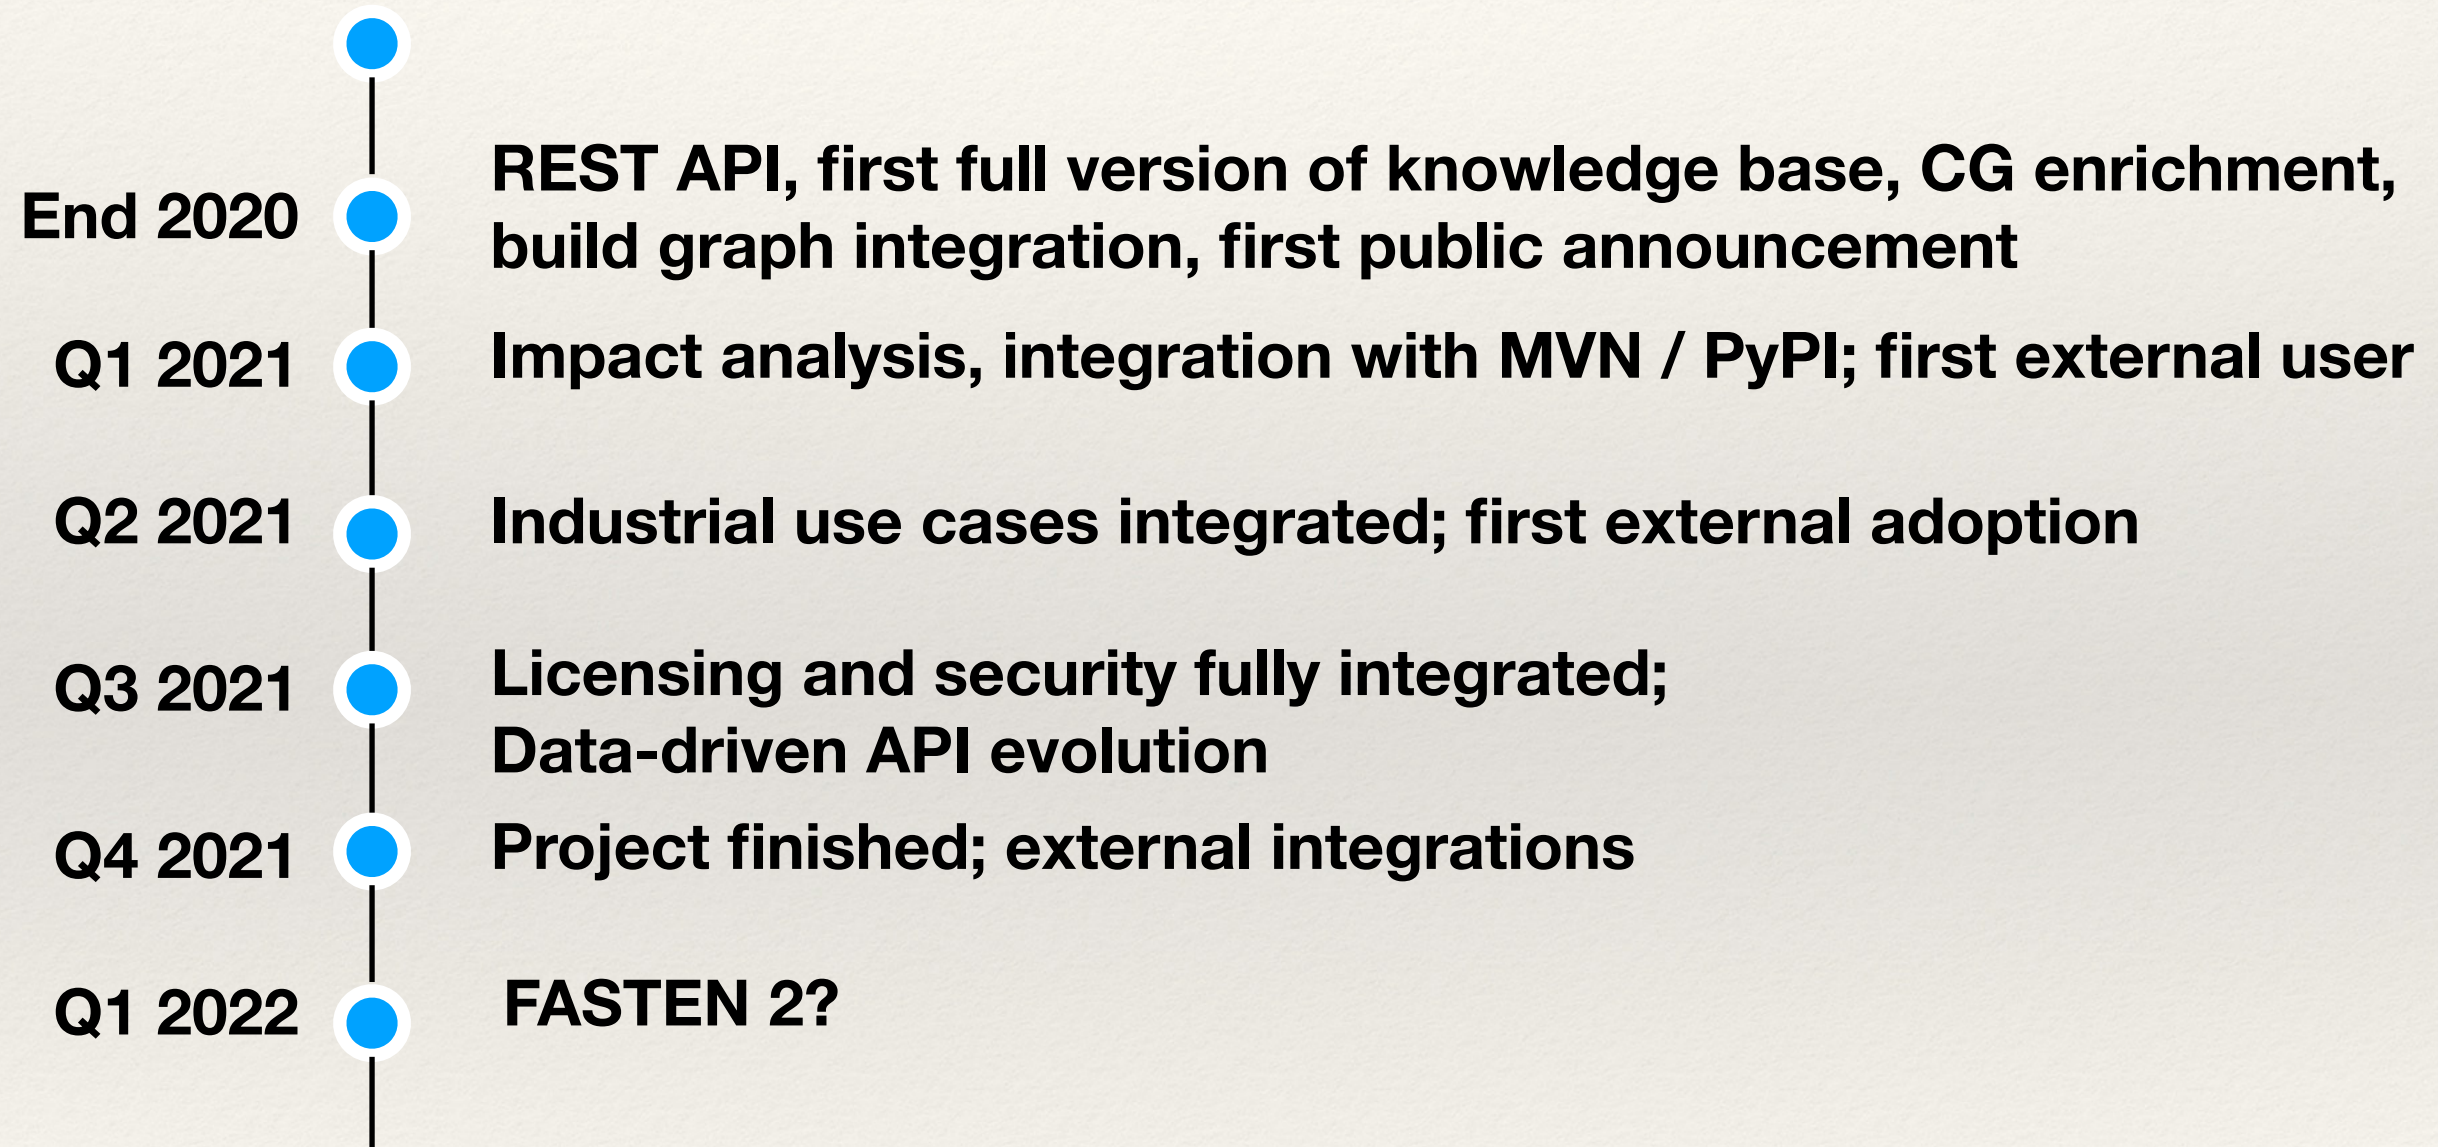 End 2020
REST API, first full version of knowledge base, CG enrichment,
build graph integration, first public announcement
Q1 2021
Impact analysis, integration with MVN / PyPI; first external user
Q2 2021
Industrial use cases integrated; first external adoption
Q3 2021
Licensing and security fully integrated;
Data-driven API evolution
Q4 2021
Project finished; external integrations
Q1 2022
FASTEN 2?